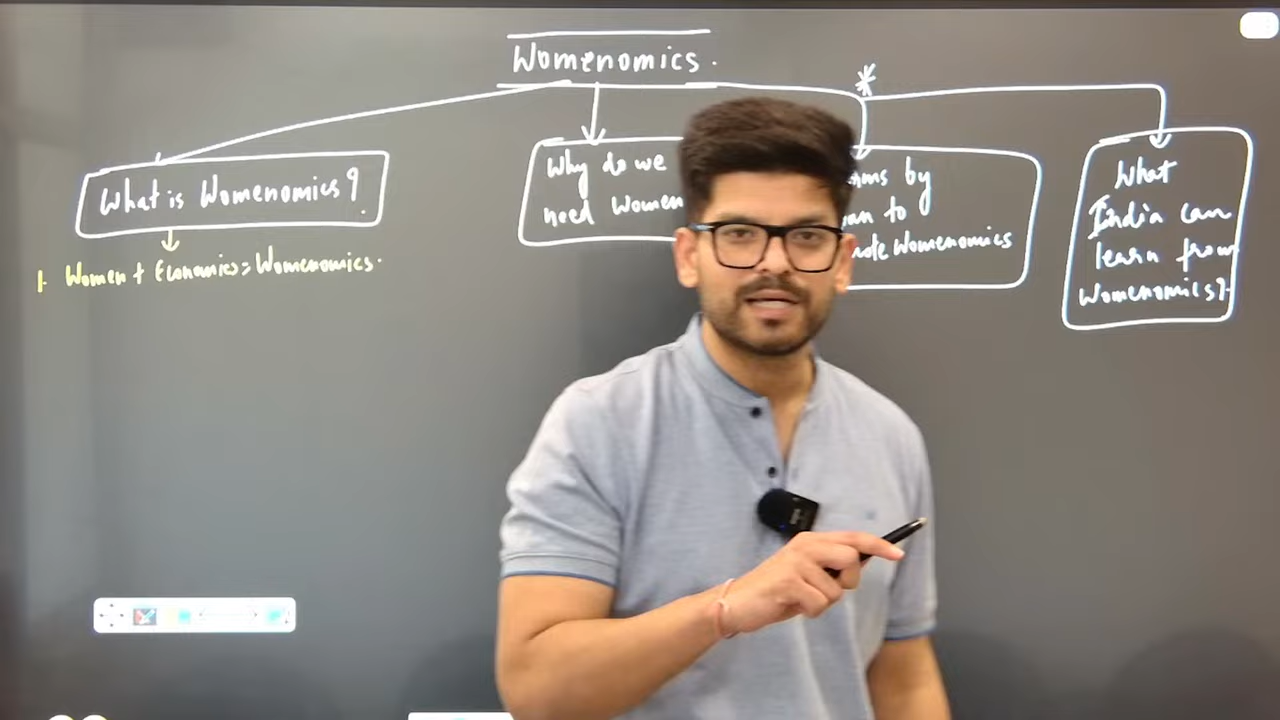 Womenomics.
What is Womenomics?
1. Women + Economics = Womenomics.
Why do we
need Women
by
to
Womenomics
What
India can
learn from
Womenomics?